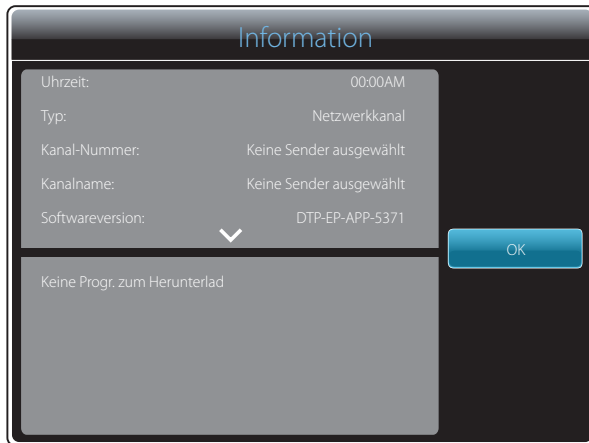 Information
Uhrzeit: 00:00AM
Typ: Netzwerkkanal
Kanal-Nummer: Keine Sender ausgewählt
Kanalname: Keine Sender ausgewählt
Softwareversion: DTP-EP-APP-5371
OK
Keine Progr. zum Herunterlad